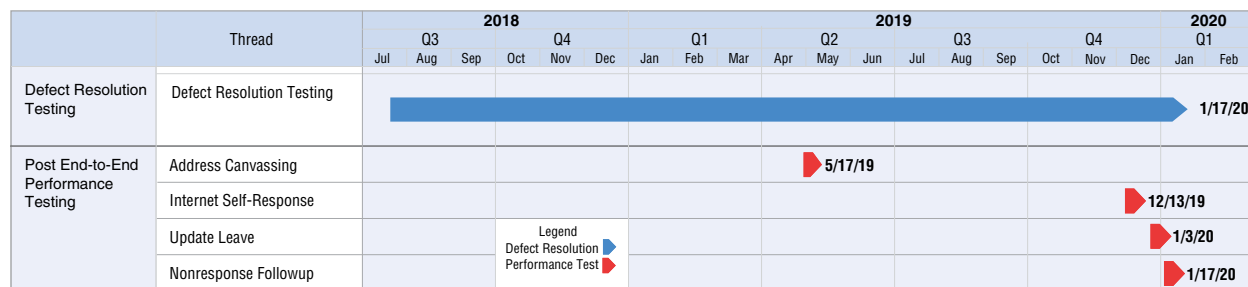 2018 2019 2020
Thread Q3 Q4 Q1 Q2 Q3 Q4 Q1
Jul Aug Sep Oct Nov Dec Jan Feb Mar Apr May Jun Jul Aug Sep Oct Nov Dec Jan Feb
Defect Resolution
Testing
Defect Resolution Testing
1/17/20
Post End-to-End
Performance
Testing
Address Canvassing 5/17/19
Internet Self-Response 12/13/19
Update Leave 1/3/20
Nonresponse Followup 1/17/20
Legend
Defect Resolution
Performance Test